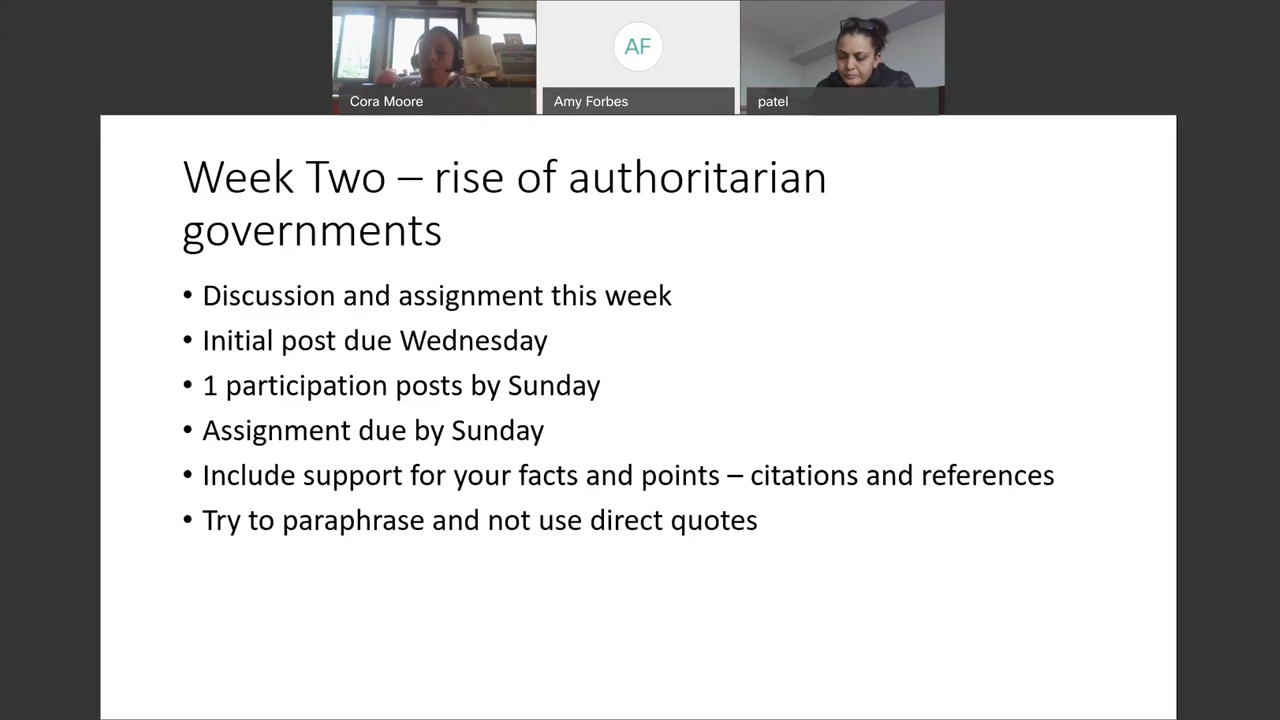 Cora Moore
AF
Amy Forbes
patel
Week Two – rise of authoritarian
governments
• Discussion and assignment this week
• Initial post due Wednesday
• 1 participation posts by Sunday
• Assignment due by Sunday
• Include support for your facts and points – citations and references
• Try to paraphrase and not use direct quotes